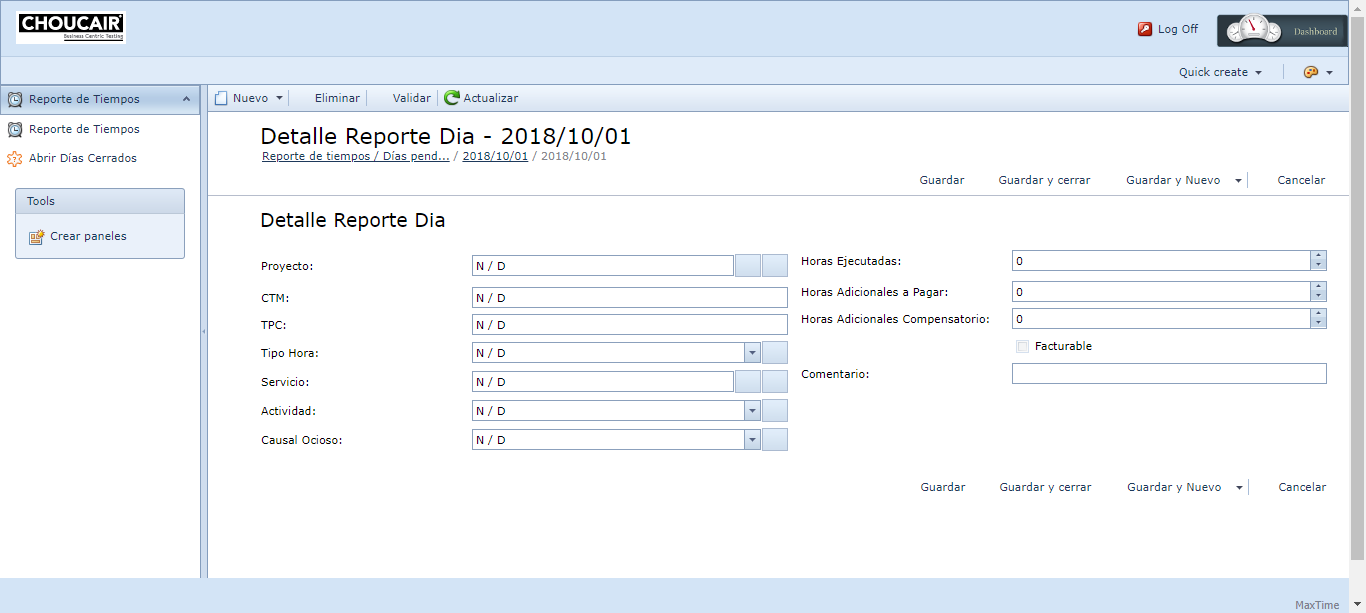 CHOUCAIR
Business Centric Testing
Log Off
Dashboard
Quick create
Reporte de Tiempos
Reporte de Tiempos
Abrir Días Cerrados
Tools
Crear paneles
Nuevo Eliminar Validar Actualizar
Detalle Reporte Dia - 2018/10/01
Reporte de tiempos / Días pend... / 2018/10/01 / 2018/10/01
Guardar Guardar y cerrar Guardar y Nuevo Cancelar
Detalle Reporte Dia
Proyecto: N / D
CTM: N / D
TPC: N / D
Tipo Hora: N / D
Servicio: N / D
Actividad: N / D
Causal Ocioso: N / D
Horas Ejecutadas: 0
Horas Adicionales a Pagar: 0
Horas Adicionales Compensatorio: 0
Facturable
Comentario:
Guardar Guardar y cerrar Guardar y Nuevo Cancelar
MaxTime